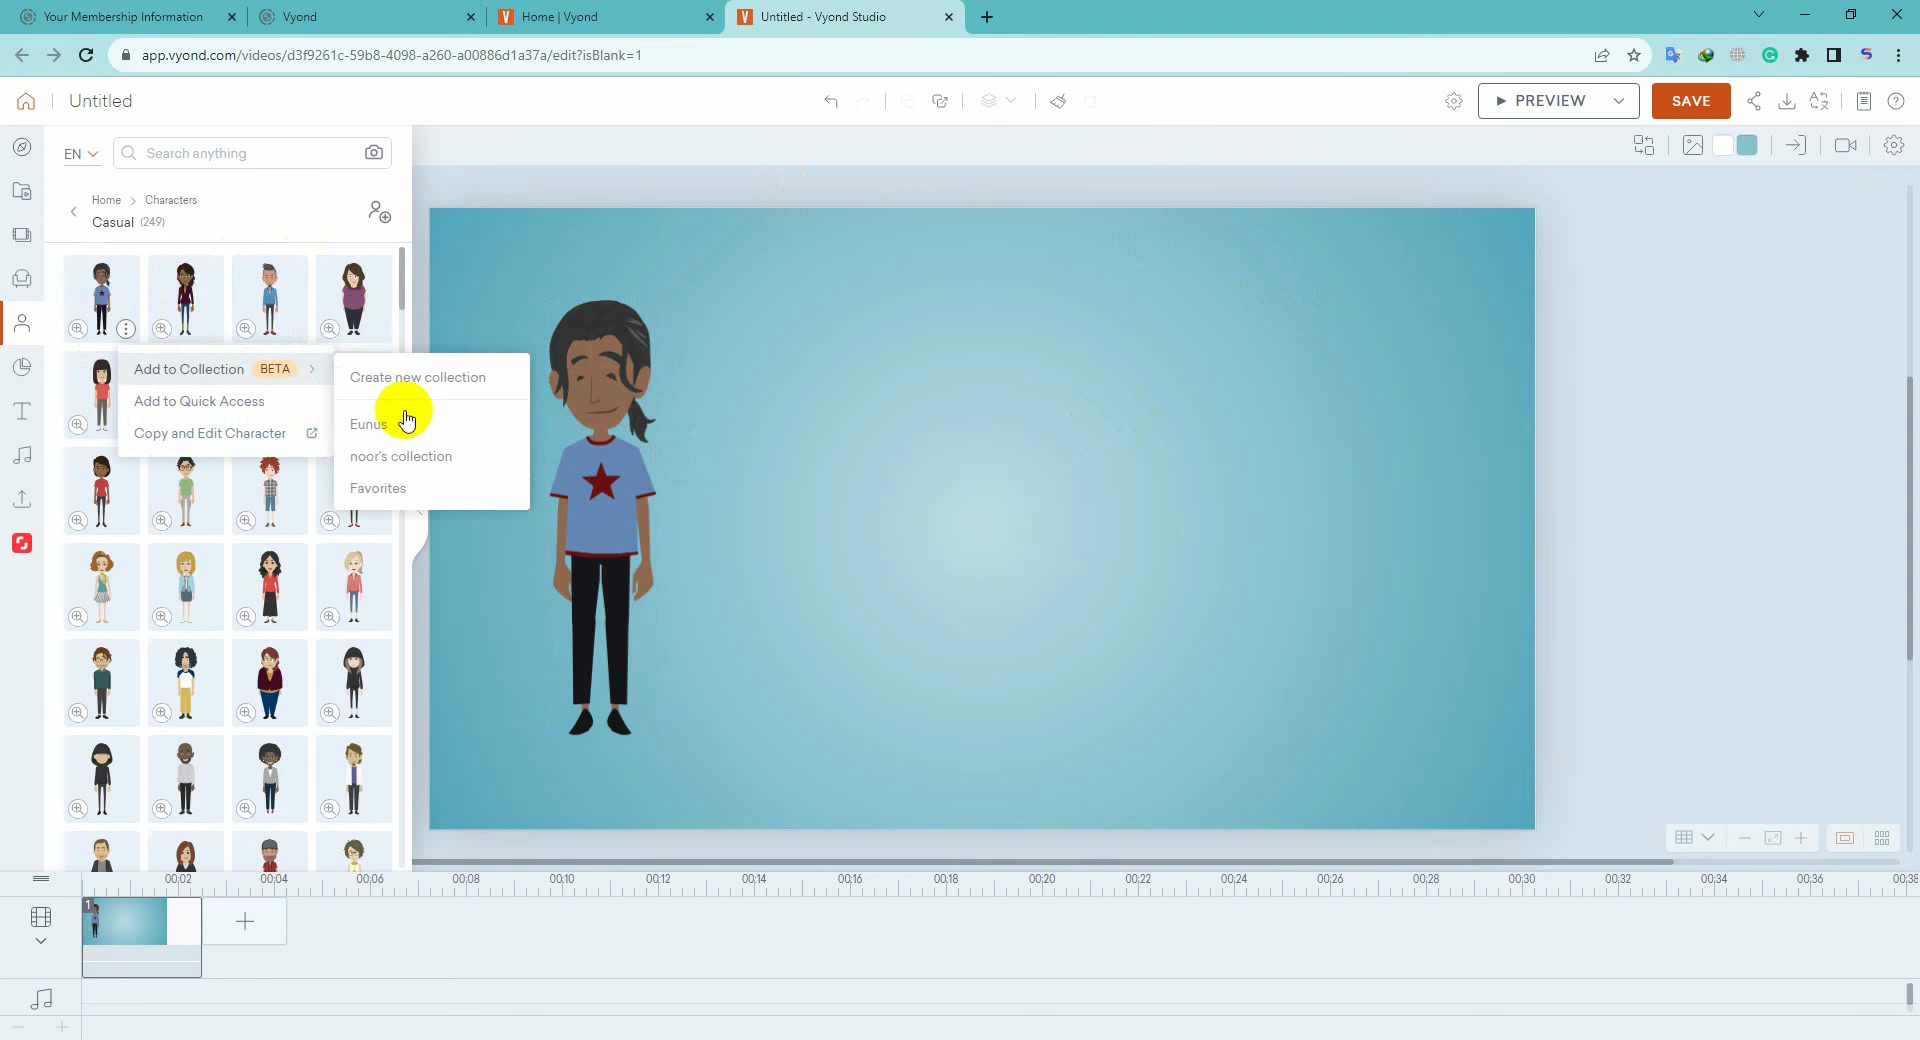 Your Membership Information
Vyond
Home | Vyond
Untitled - Vyond Studio
app.vyond.com/videos/d3f9261c-59b8-4098-a260-a00886d1a37a/edit?isBlank=1
Untitled
PREVIEW
SAVE
EN
Search anything
Home > Characters
Casual (249)
Add to Collection BETA
Add to Quick Access
Copy and Edit Character
Create new collection
Eunus
noor's collection
Favorites
00:02 00:04 00:06 00:08 00:10 00:12 00:14 00:16 00:18 00:20 00:22 00:24 00:26 00:28 00:30 00:32 00:34 00:36 00:38
1